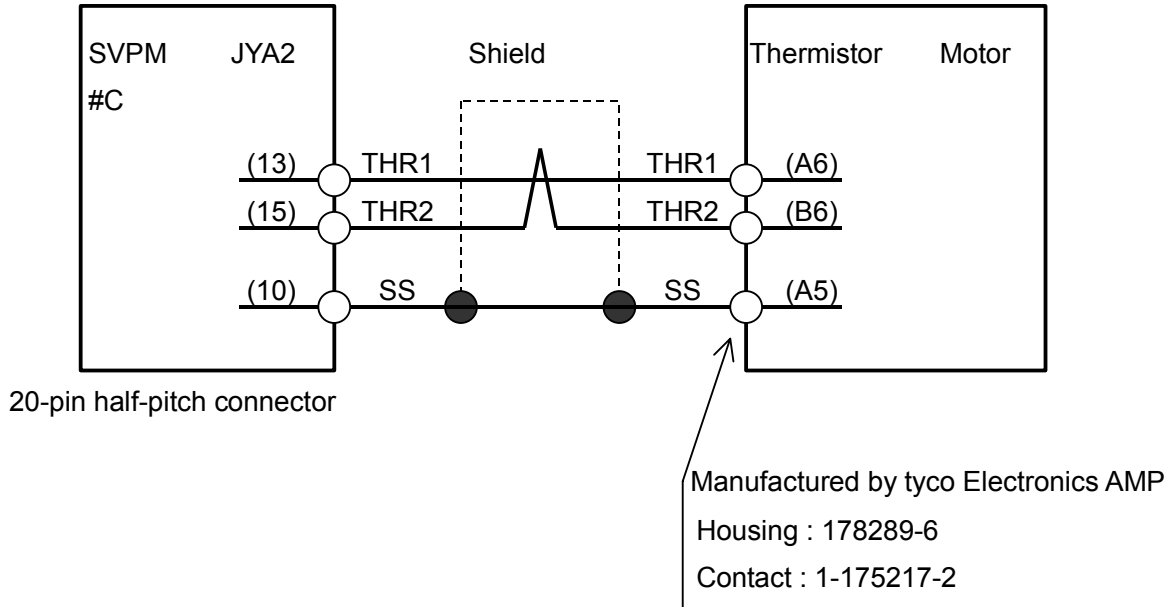 SVPM JYA2 Shield Thermistor Motor
#C
(13) THR1 THR1 (A6)
(15) THR2 THR2 (B6)
(10) SS SS (A5)
20-pin half-pitch connector
Manufactured by tyco Electronics AMP
Housing : 178289-6
Contact : 1-175217-2